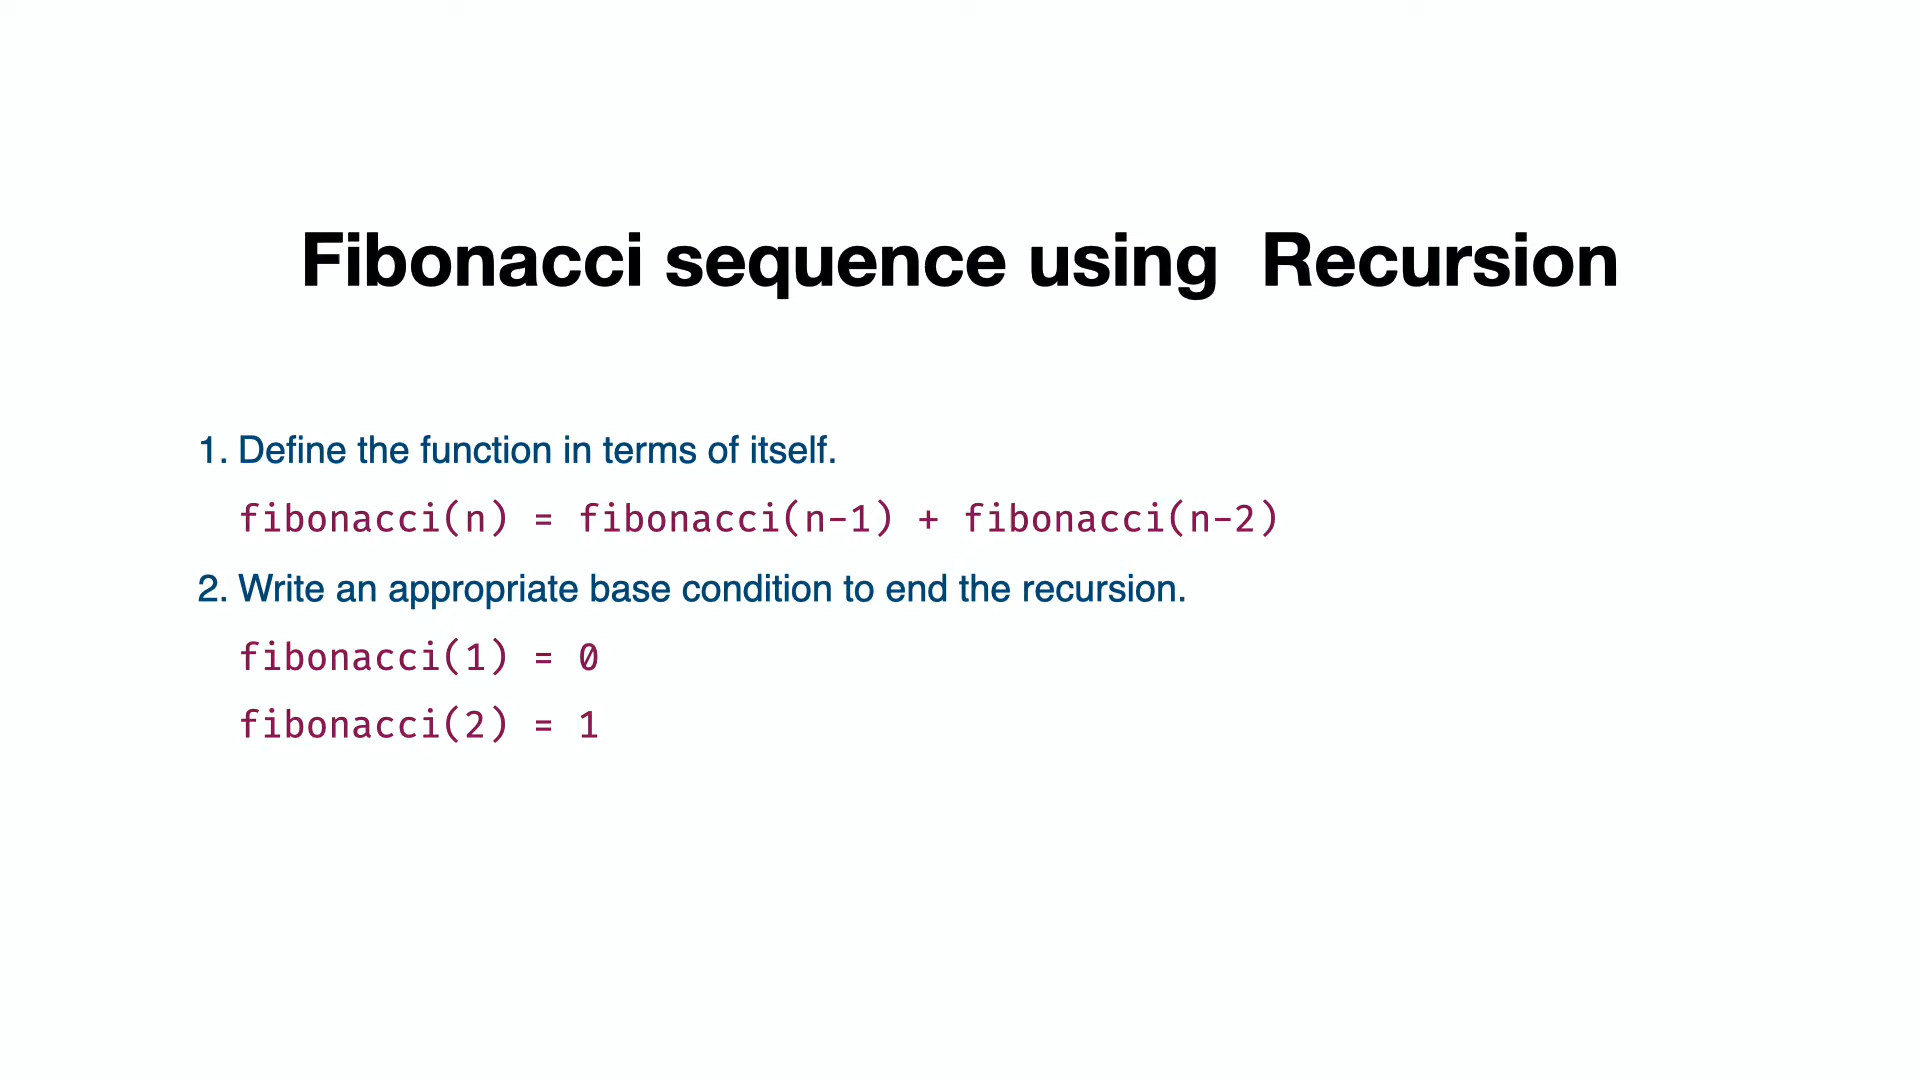 Fibonacci sequence using  Recursion
1. Define the function in terms of itself.
fibonacci(n) = fibonacci(n-1) + fibonacci(n-2)
2. Write an appropriate base condition to end the recursion.
fibonacci(1) = 0
fibonacci(2) = 1